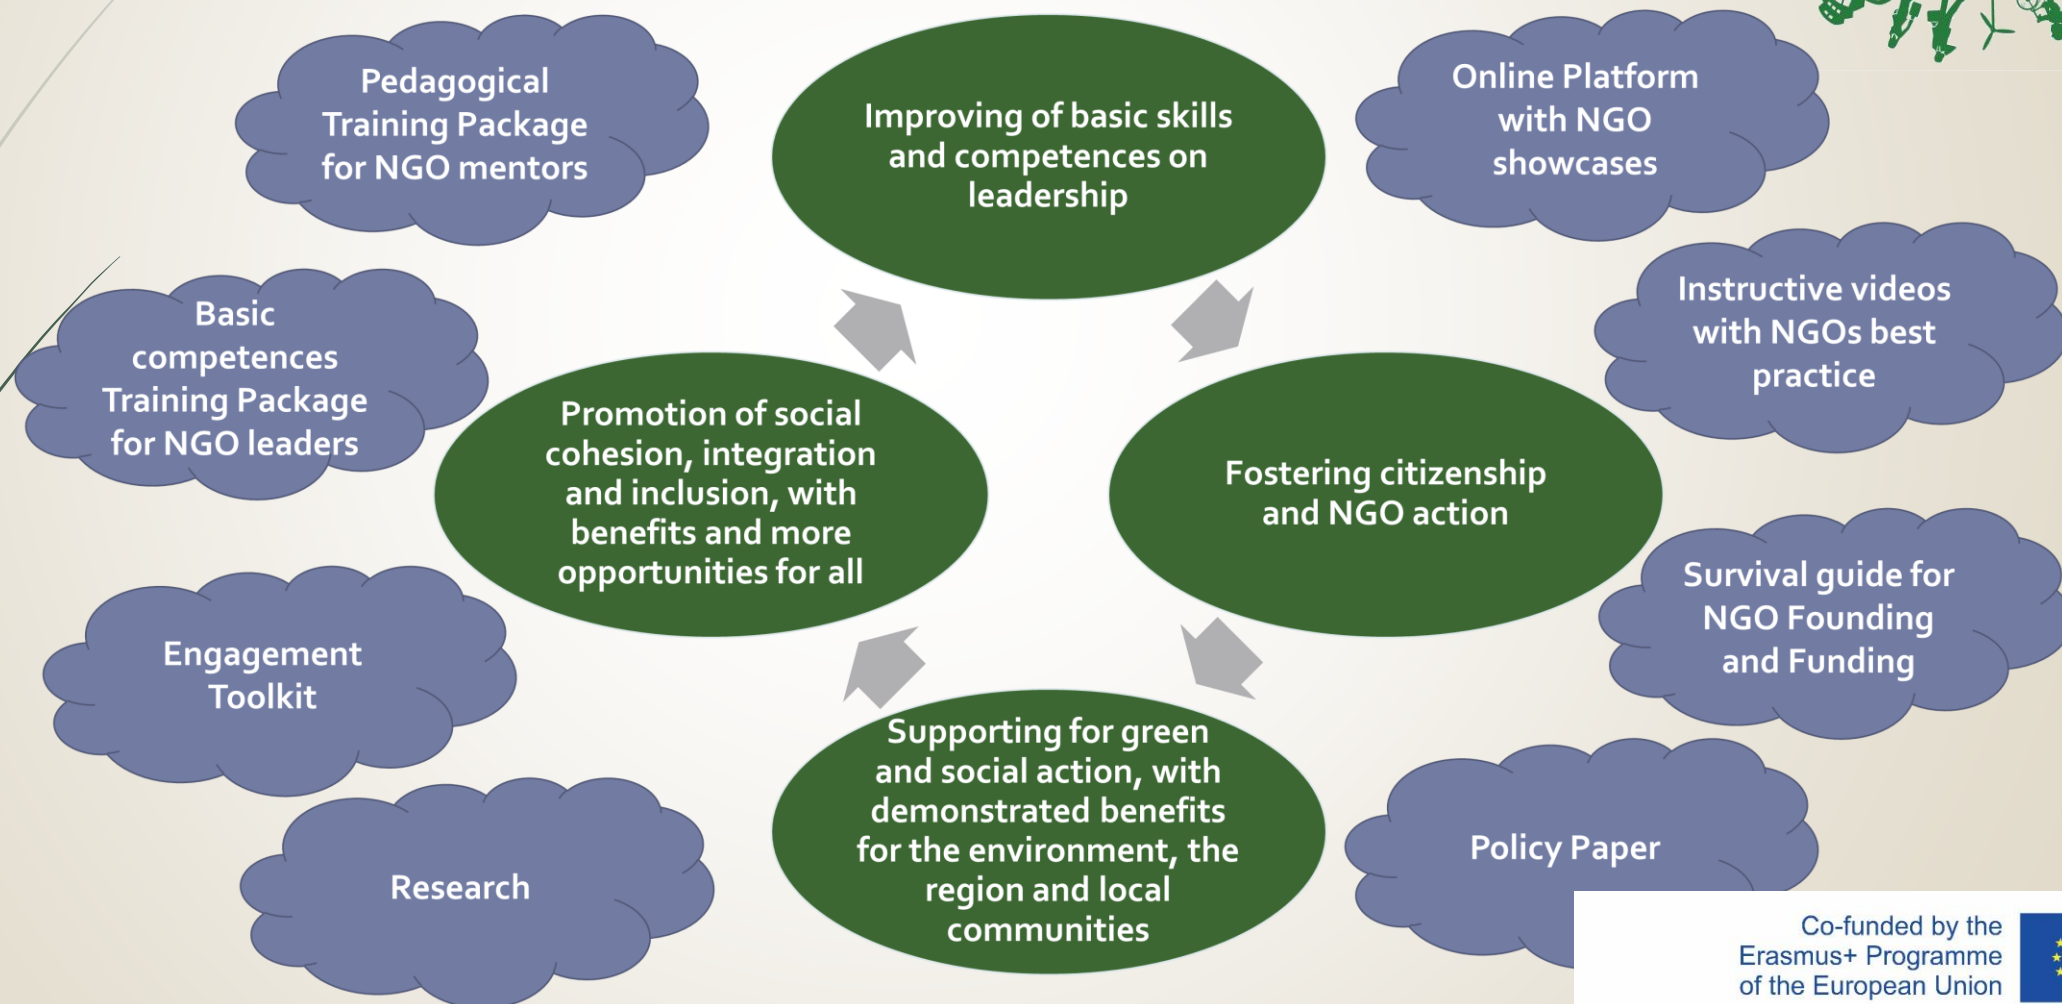 Pedagogical
Training Package
for NGO mentors
Improving of basic skills
and competences on
leadership
Online Platform
with NGO
showcases
Basic
competences
Training Package
for NGO leaders
Instructive videos
with NGOs best
practice
Promotion of social
cohesion, integration
and inclusion, with
benefits and more
opportunities for all
Fostering citizenship
and NGO action
Engagement
Toolkit
Survival guide for
NGO Founding
and Funding
Supporting for green
and social action, with
demonstrated benefits
for the environment, the
region and local
communities
Research
Policy Paper
Co-funded by the
Erasmus+ Programme
of the European Union